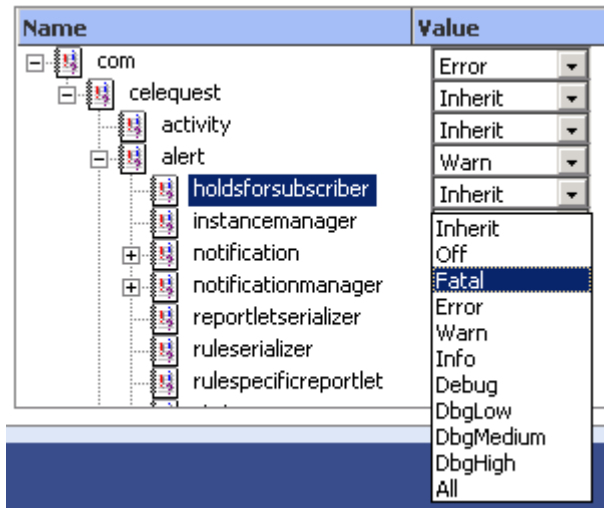 Name Value
com Error
celequest Inherit
activity Inherit
alert Warn
holdsforsubscriber Inherit
instancemanager
notification
notificationmanager
reportletserializer
ruleserializer
rulespecificreportlet
Inherit
Off
Fatal
Error
Warn
Info
Debug
DbgLow
DbgMedium
DbgHigh
All